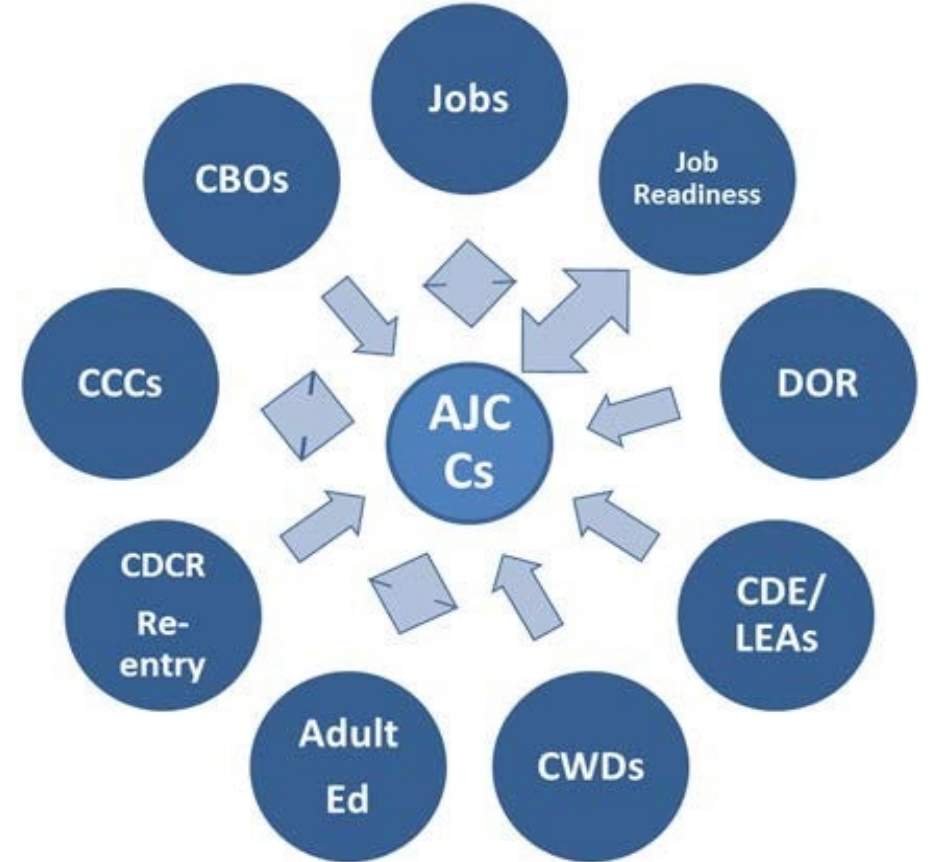 Jobs
Job
Readiness
DOR
CDE/
LEAs
CWDs
Adult
Ed
CDCR
Re-
entry
CCCs
CBOs
AJC
Cs